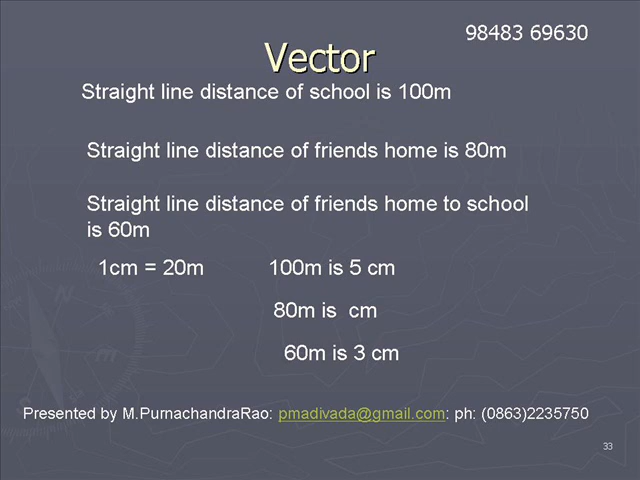 98483 69630
Vector
Straight line distance of school is 100m
Straight line distance of friends home is 80m
Straight line distance of friends home to school
is 60m
1cm = 20m 100m is 5 cm
80m is cm
60m is 3 cm
Presented by M.PurnachandraRao: pmadivada@gmail.com: ph: (0863)2235750
33